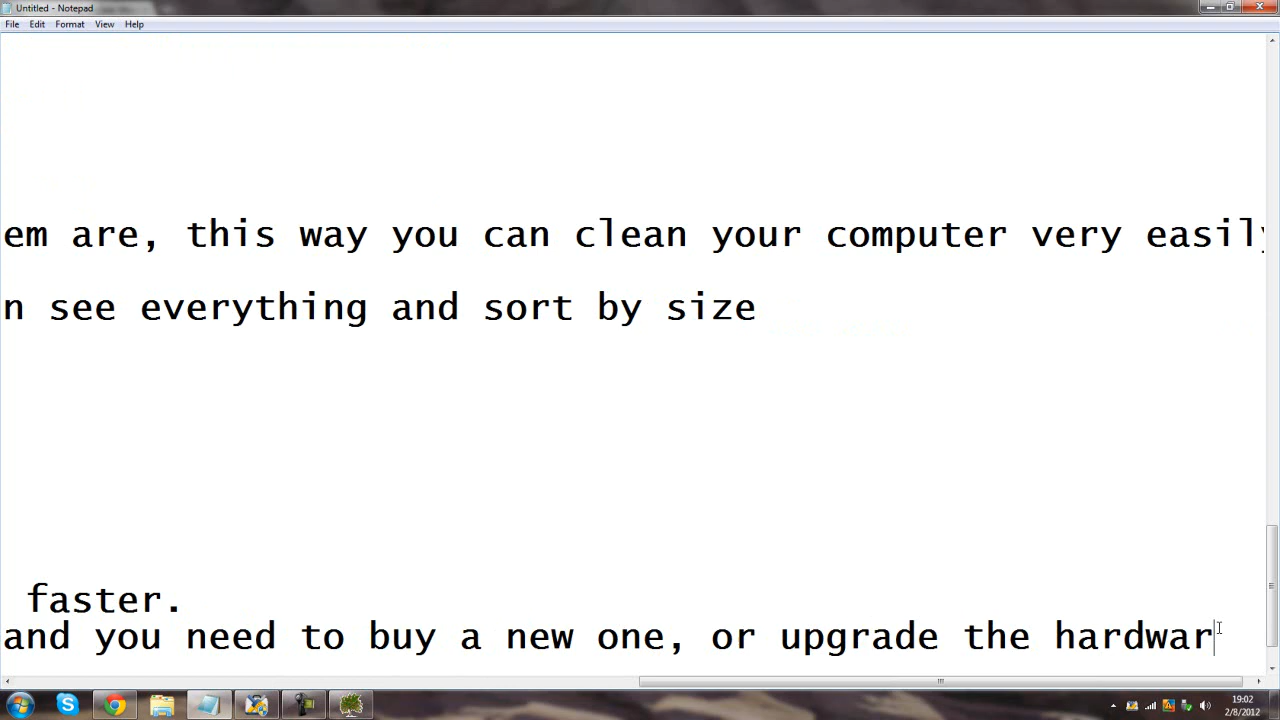 Untitled - Notepad
File Edit Format View Help
em are, this way you can clean your computer very easily
n see everything and sort by size
faster.
and you need to buy a new one, or upgrade the hardwar
19:02
2/8/2012